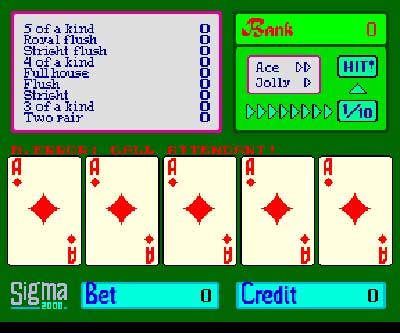 5 of a kind 0
Royal flush 0
Stright flush 0
4 of a kind 0
Full house 0
Flush 0
Stright 0
3 of a kind 0
Two pair 0
Bank 0
Ace
Jolly
HIT!
1/10
M.ERROR: CALL ATTENDANT!
A A A A A
A A A A A
Sigma
2000.
Bet 0
Credit 0